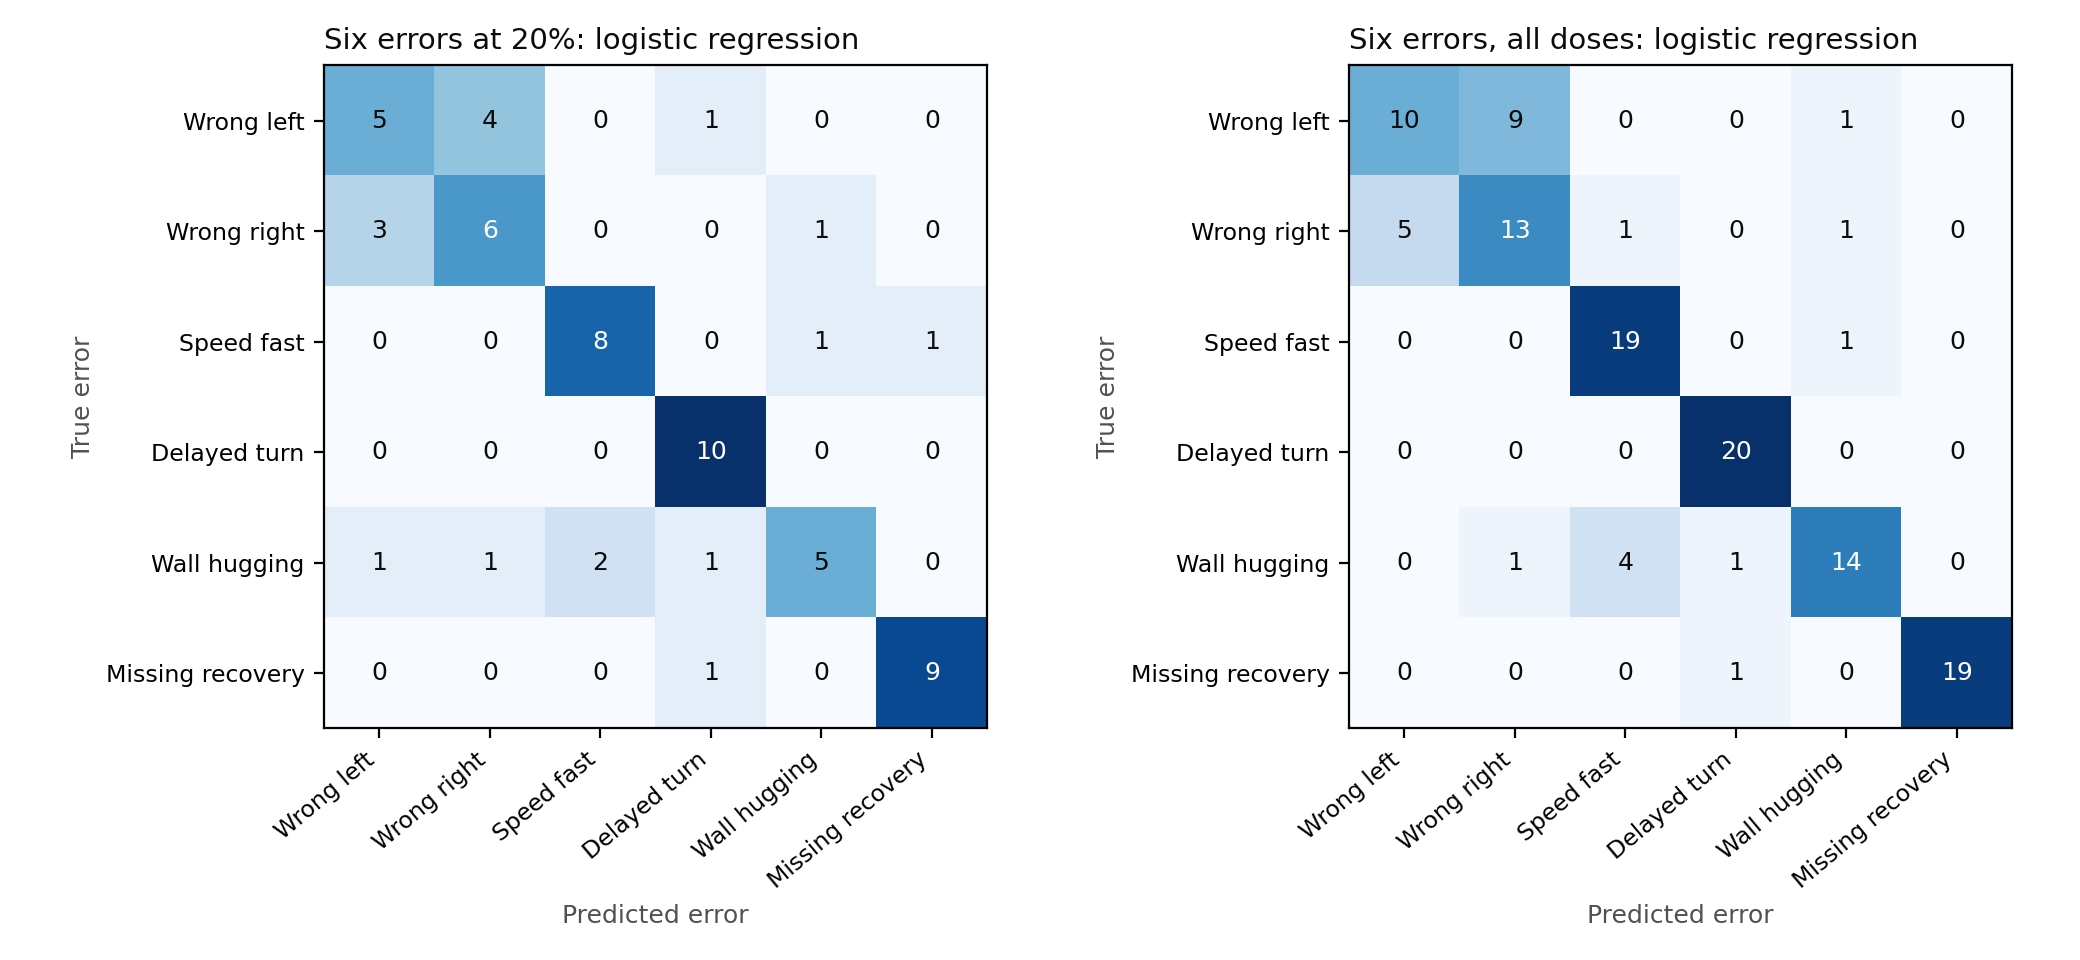 Six errors at 20%: logistic regression
True error
Wrong left 5 4 0 1 0 0
Wrong right 3 6 0 0 1 0
Speed fast 0 0 8 0 1 1
Delayed turn 0 0 0 10 0 0
Wall hugging 1 1 2 1 5 0
Missing recovery 0 0 0 1 0 9
Wrong left
Wrong right
Speed fast
Delayed turn
Wall hugging
Missing recovery
Predicted error
Six errors, all doses: logistic regression
True error
Wrong left 10 9 0 0 1 0
Wrong right 5 13 1 0 1 0
Speed fast 0 0 19 0 1 0
Delayed turn 0 0 0 20 0 0
Wall hugging 0 1 4 1 14 0
Missing recovery 0 0 0 1 0 19
Wrong left
Wrong right
Speed fast
Delayed turn
Wall hugging
Missing recovery
Predicted error